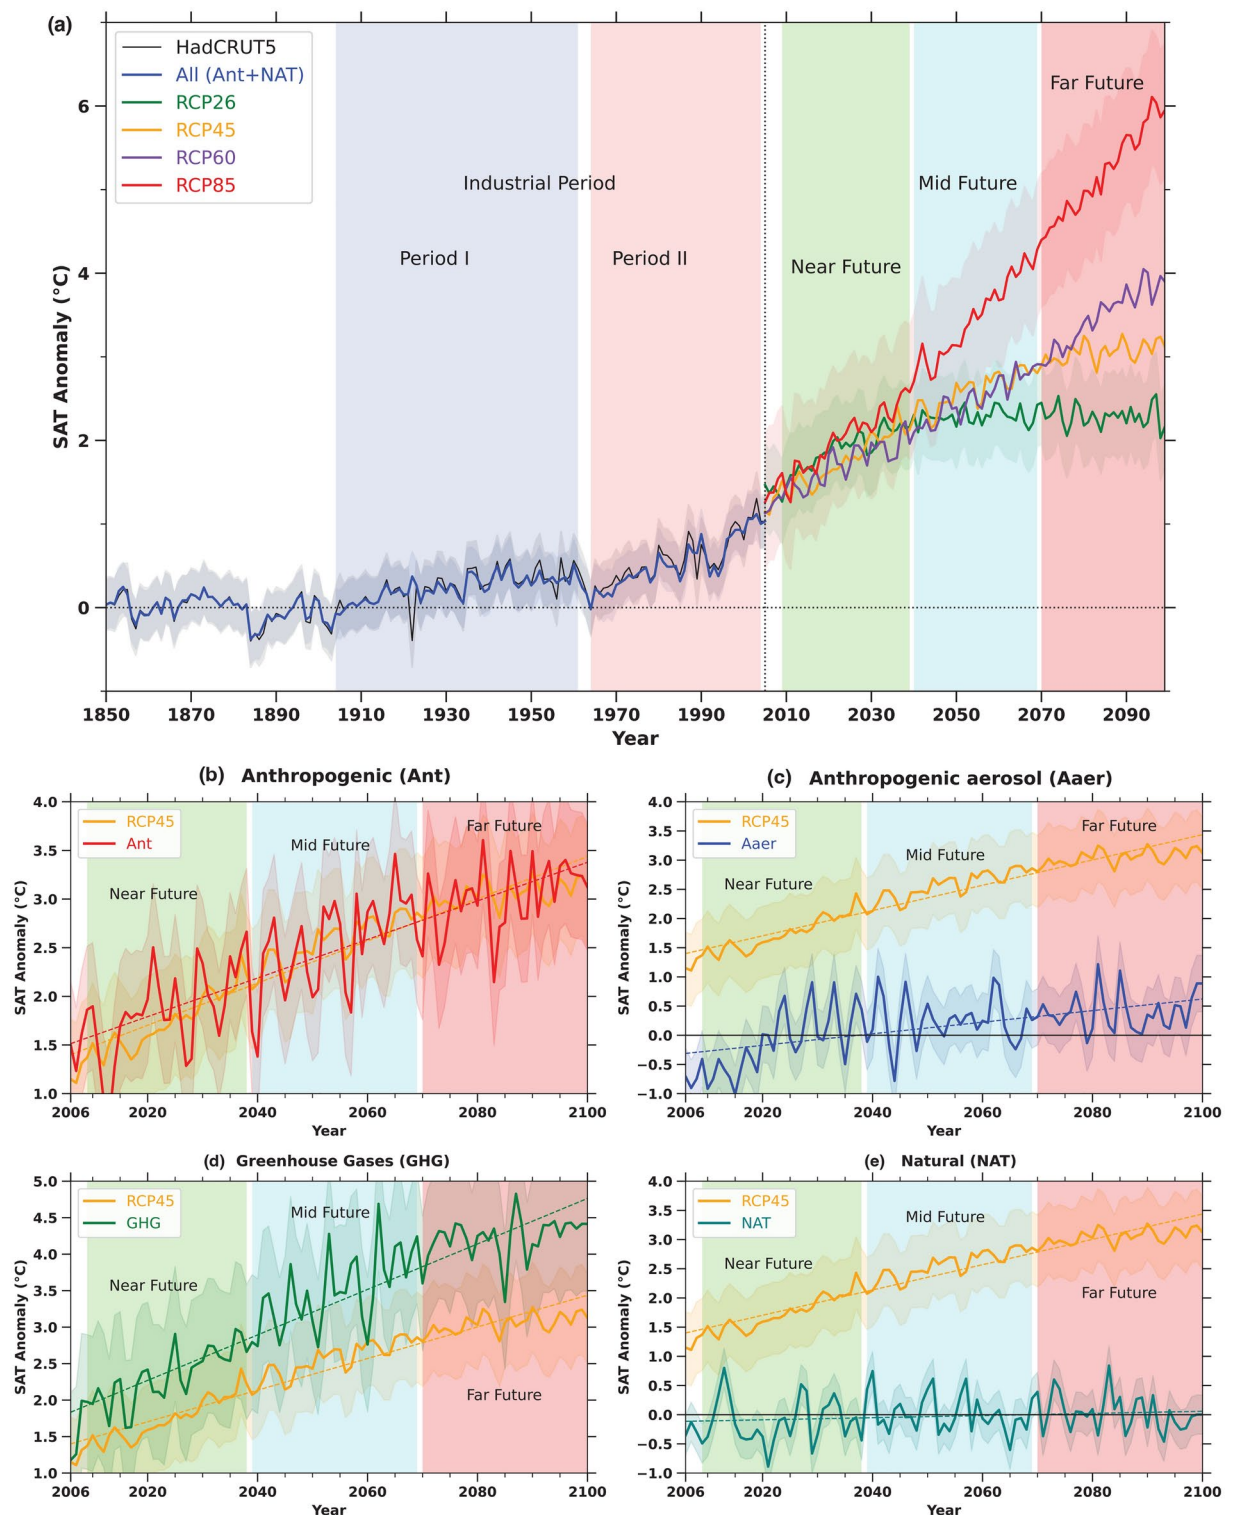 (a)
HadCRUT5
All (Ant+NAT)
RCP26
RCP45
RCP60
RCP85
Industrial Period
Period I
Period II
Near Future
Mid Future
Far Future
SAT Anomaly (°C)
6
4
2
0
1850 1870 1890 1910 1930 1950 1970 1990 2010 2030 2050 2070 2090
Year
(b) Anthropogenic (Ant)
RCP45
Ant
Near Future
Mid Future
Far Future
SAT Anomaly (°C)
4.0
3.5
3.0
2.5
2.0
1.5
1.0
2006 2020 2040 2060 2080 2100
Year
(c) Anthropogenic aerosol (Aaer)
RCP45
Aaer
Near Future
Mid Future
Far Future
SAT Anomaly (°C)
4.0
3.5
3.0
2.5
2.0
1.5
1.0
0.5
0.0
−0.5
−1.0
2006 2020 2040 2060 2080 2100
Year
(d) Greenhouse Gases (GHG)
RCP45
GHG
Near Future
Mid Future
Far Future
SAT Anomaly (°C)
5.0
4.5
4.0
3.5
3.0
2.5
2.0
1.5
1.0
2006 2020 2040 2060 2080 2100
Year
(e) Natural (NAT)
RCP45
NAT
Near Future
Mid Future
Far Future
SAT Anomaly (°C)
4.0
3.5
3.0
2.5
2.0
1.5
1.0
0.5
0.0
−0.5
−1.0
2006 2020 2040 2060 2080 2100
Year